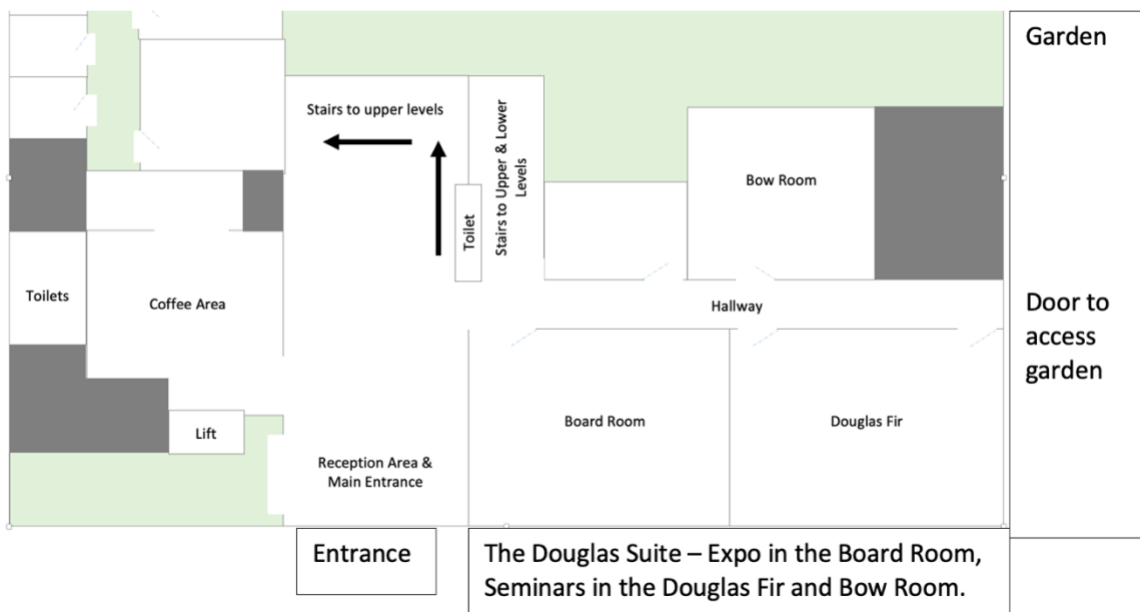 Garden
Stairs to upper levels
Stairs to Upper & Lower
Levels
Bow Room
Toilet
Toilets
Coffee Area
Hallway
Door to
access
garden
Board Room
Douglas Fir
Lift
Reception Area &
Main Entrance
Entrance
The Douglas Suite – Expo in the Board Room,
Seminars in the Douglas Fir and Bow Room.